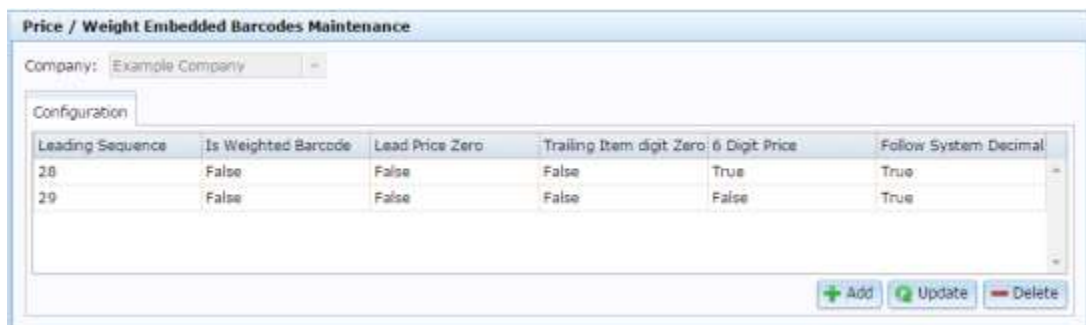 Price / Weight Embedded Barcodes Maintenance
Company: Example Company
Configuration
Leading Sequence Is Weighted Barcode Lead Price Zero Trailing Item digit Zero 6 Digit Price Follow System Decimal
28 False False False True True
29 False False False False True
Add Update Delete